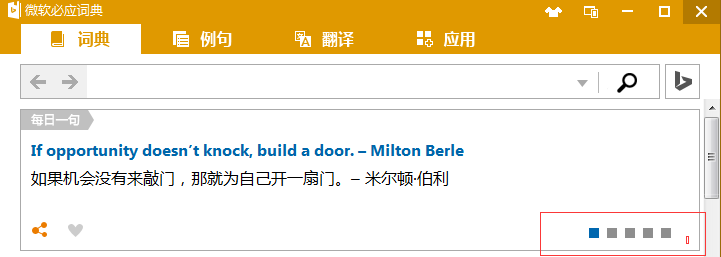 微软必应词典
词典 例句 翻译 应用
每日一句
If opportunity doesn't knock, build a door. – Milton Berle
如果机会没有来敲门，那就为自己开一扇门。– 米尔顿·伯利